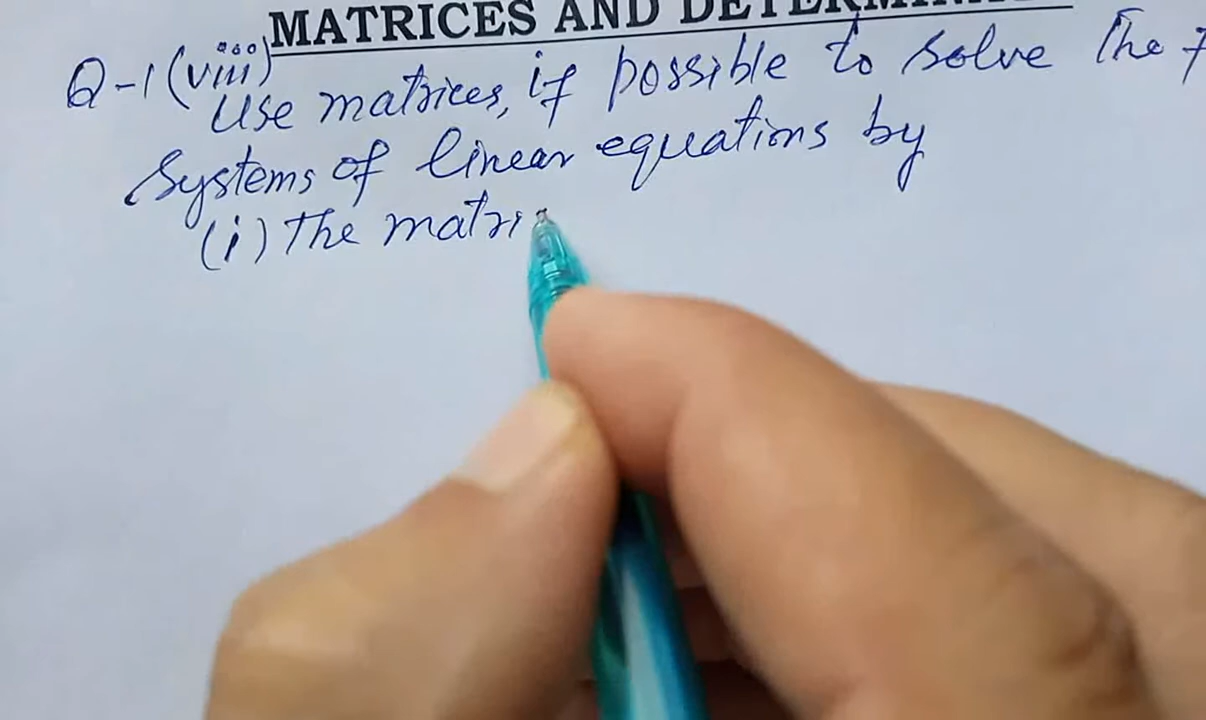 MATRICES AND
Q-1(viii)
Use matrices, if possible to solve The
Systems of linear equations by
(i) The matri